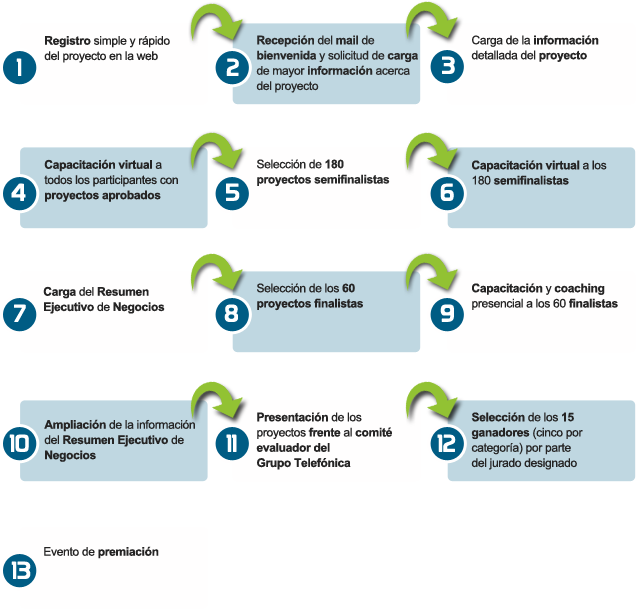 1
Registro simple y rápido
del proyecto en la web
2
Recepción del mail de
bienvenida y solicitud de carga
de mayor información acerca
del proyecto
3
Carga de la información
detallada del proyecto
4
Capacitación virtual a
todos los participantes con
proyectos aprobados
5
Selección de 180
proyectos semifinalistas
6
Capacitación virtual a los
180 semifinalistas
7
Carga del Resumen
Ejecutivo de Negocios
8
Selección de los 60
proyectos finalistas
9
Capacitación y coaching
presencial a los 60 finalistas
10
Ampliación de la información
del Resumen Ejecutivo de
Negocios
11
Presentación de los
proyectos frente al comité
evaluador del
Grupo Telefónica
12
Selección de los 15
ganadores (cinco por
categoría) por parte
del jurado designado
13
Evento de premiación